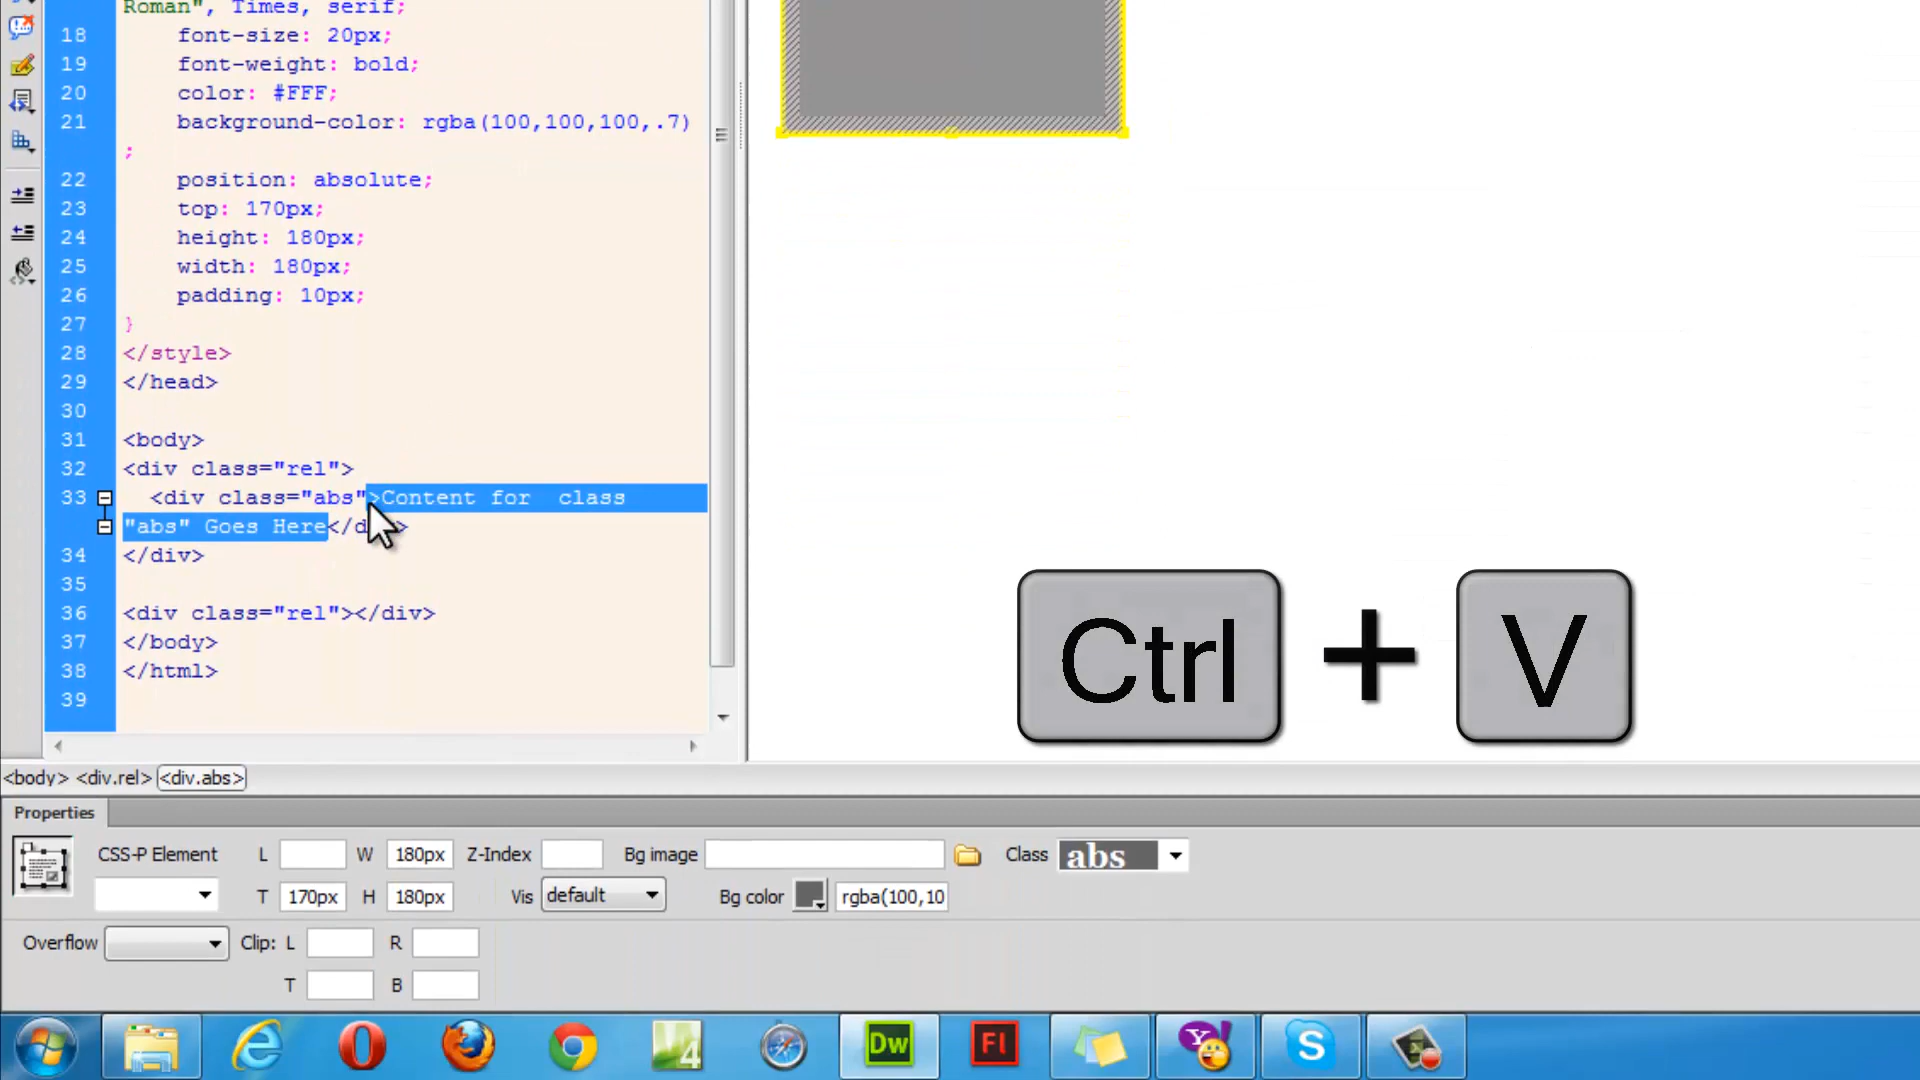 Roman", Times, serif;
18 font-size: 20px;
19 font-weight: bold;
20 color: #FFF;
21 background-color: rgba(100,100,100,.7)
;
22 position: absolute;
23 top: 170px;
24 height: 180px;
25 width: 180px;
26 padding: 10px;
27 }
28 </style>
29 </head>
30
31 <body>
32 <div class="rel">
33 <div class="abs">Content for  class
"abs" Goes Here</div>
34 </div>
35
36 <div class="rel"></div>
37 </body>
38 </html>
39
Ctrl + V
<body> <div.rel> <div.abs>
Properties
CSS-P Element L W 180px Z-Index Bg image Class abs
T 170px H 180px Vis default Bg color rgba(100,10
Overflow Clip: L R
T B
4 Dw Fl Y! S